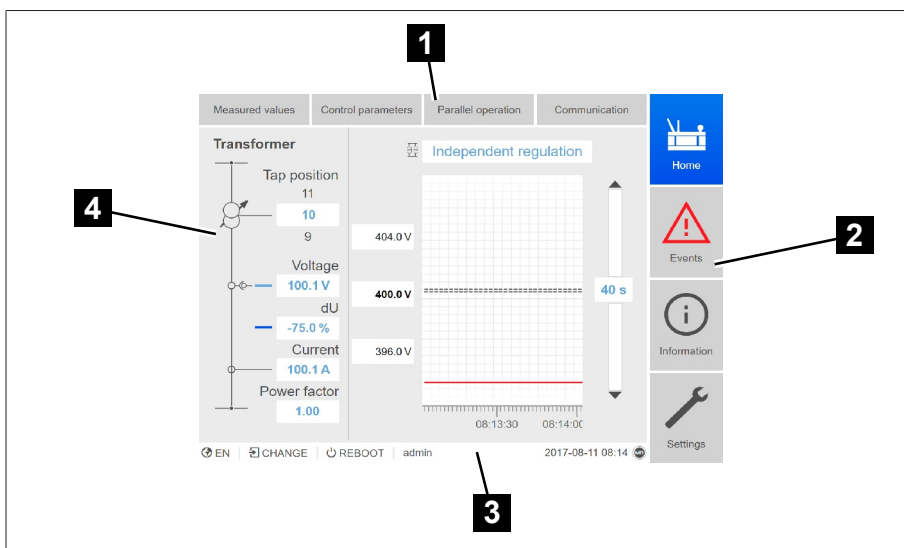 1
Measured values
Control parameters
Parallel operation
Communication
Transformer
Independent regulation
Home
Tap position
11
10
9
4
404.0 V
2
Events
Voltage
100.1 V
400.0 V
40 s
dU
-75.0 %
Current
396.0 V
Information
100.1 A
Power factor
1.00
08:13:30
08:14:00
Settings
EN
CHANGE
REBOOT
admin
2017-08-11 08:14
3